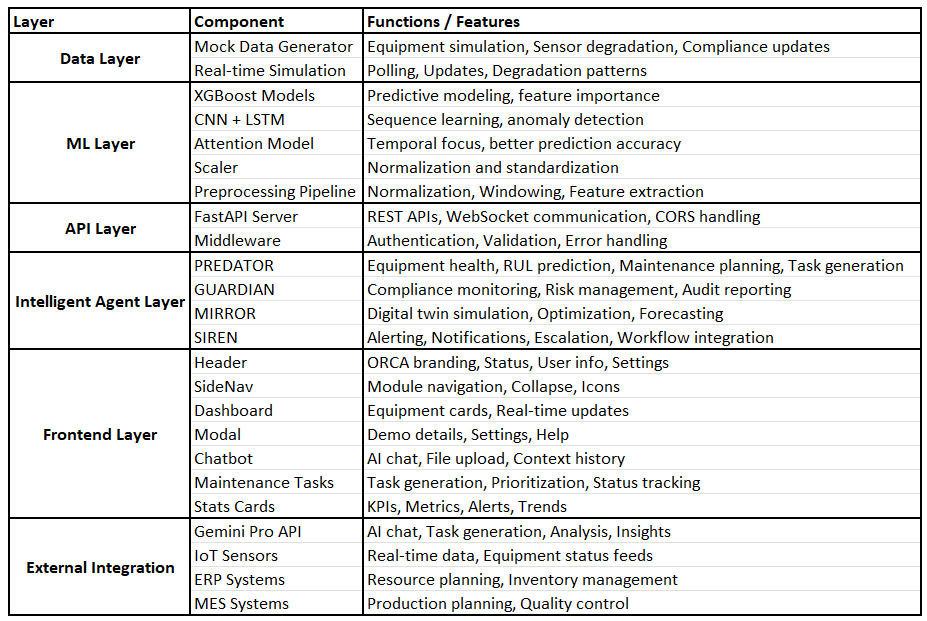 Layer Component Functions / Features
Data Layer
Mock Data Generator Equipment simulation, Sensor degradation, Compliance updates
Real-time Simulation Polling, Updates, Degradation patterns
ML Layer
XGBoost Models Predictive modeling, feature importance
CNN + LSTM Sequence learning, anomaly detection
Attention Model Temporal focus, better prediction accuracy
Scaler Normalization and standardization
Preprocessing Pipeline Normalization, Windowing, Feature extraction
API Layer
FastAPI Server REST APIs, WebSocket communication, CORS handling
Middleware Authentication, Validation, Error handling
Intelligent Agent Layer
PREDATOR Equipment health, RUL prediction, Maintenance planning, Task generation
GUARDIAN Compliance monitoring, Risk management, Audit reporting
MIRROR Digital twin simulation, Optimization, Forecasting
SIREN Alerting, Notifications, Escalation, Workflow integration
Frontend Layer
Header ORCA branding, Status, User info, Settings
SideNav Module navigation, Collapse, Icons
Dashboard Equipment cards, Real-time updates
Modal Demo details, Settings, Help
Chatbot AI chat, File upload, Context history
Maintenance Tasks Task generation, Prioritization, Status tracking
Stats Cards KPIs, Metrics, Alerts, Trends
External Integration
Gemini Pro API AI chat, Task generation, Analysis, Insights
IoT Sensors Real-time data, Equipment status feeds
ERP Systems Resource planning, Inventory management
MES Systems Production planning, Quality control